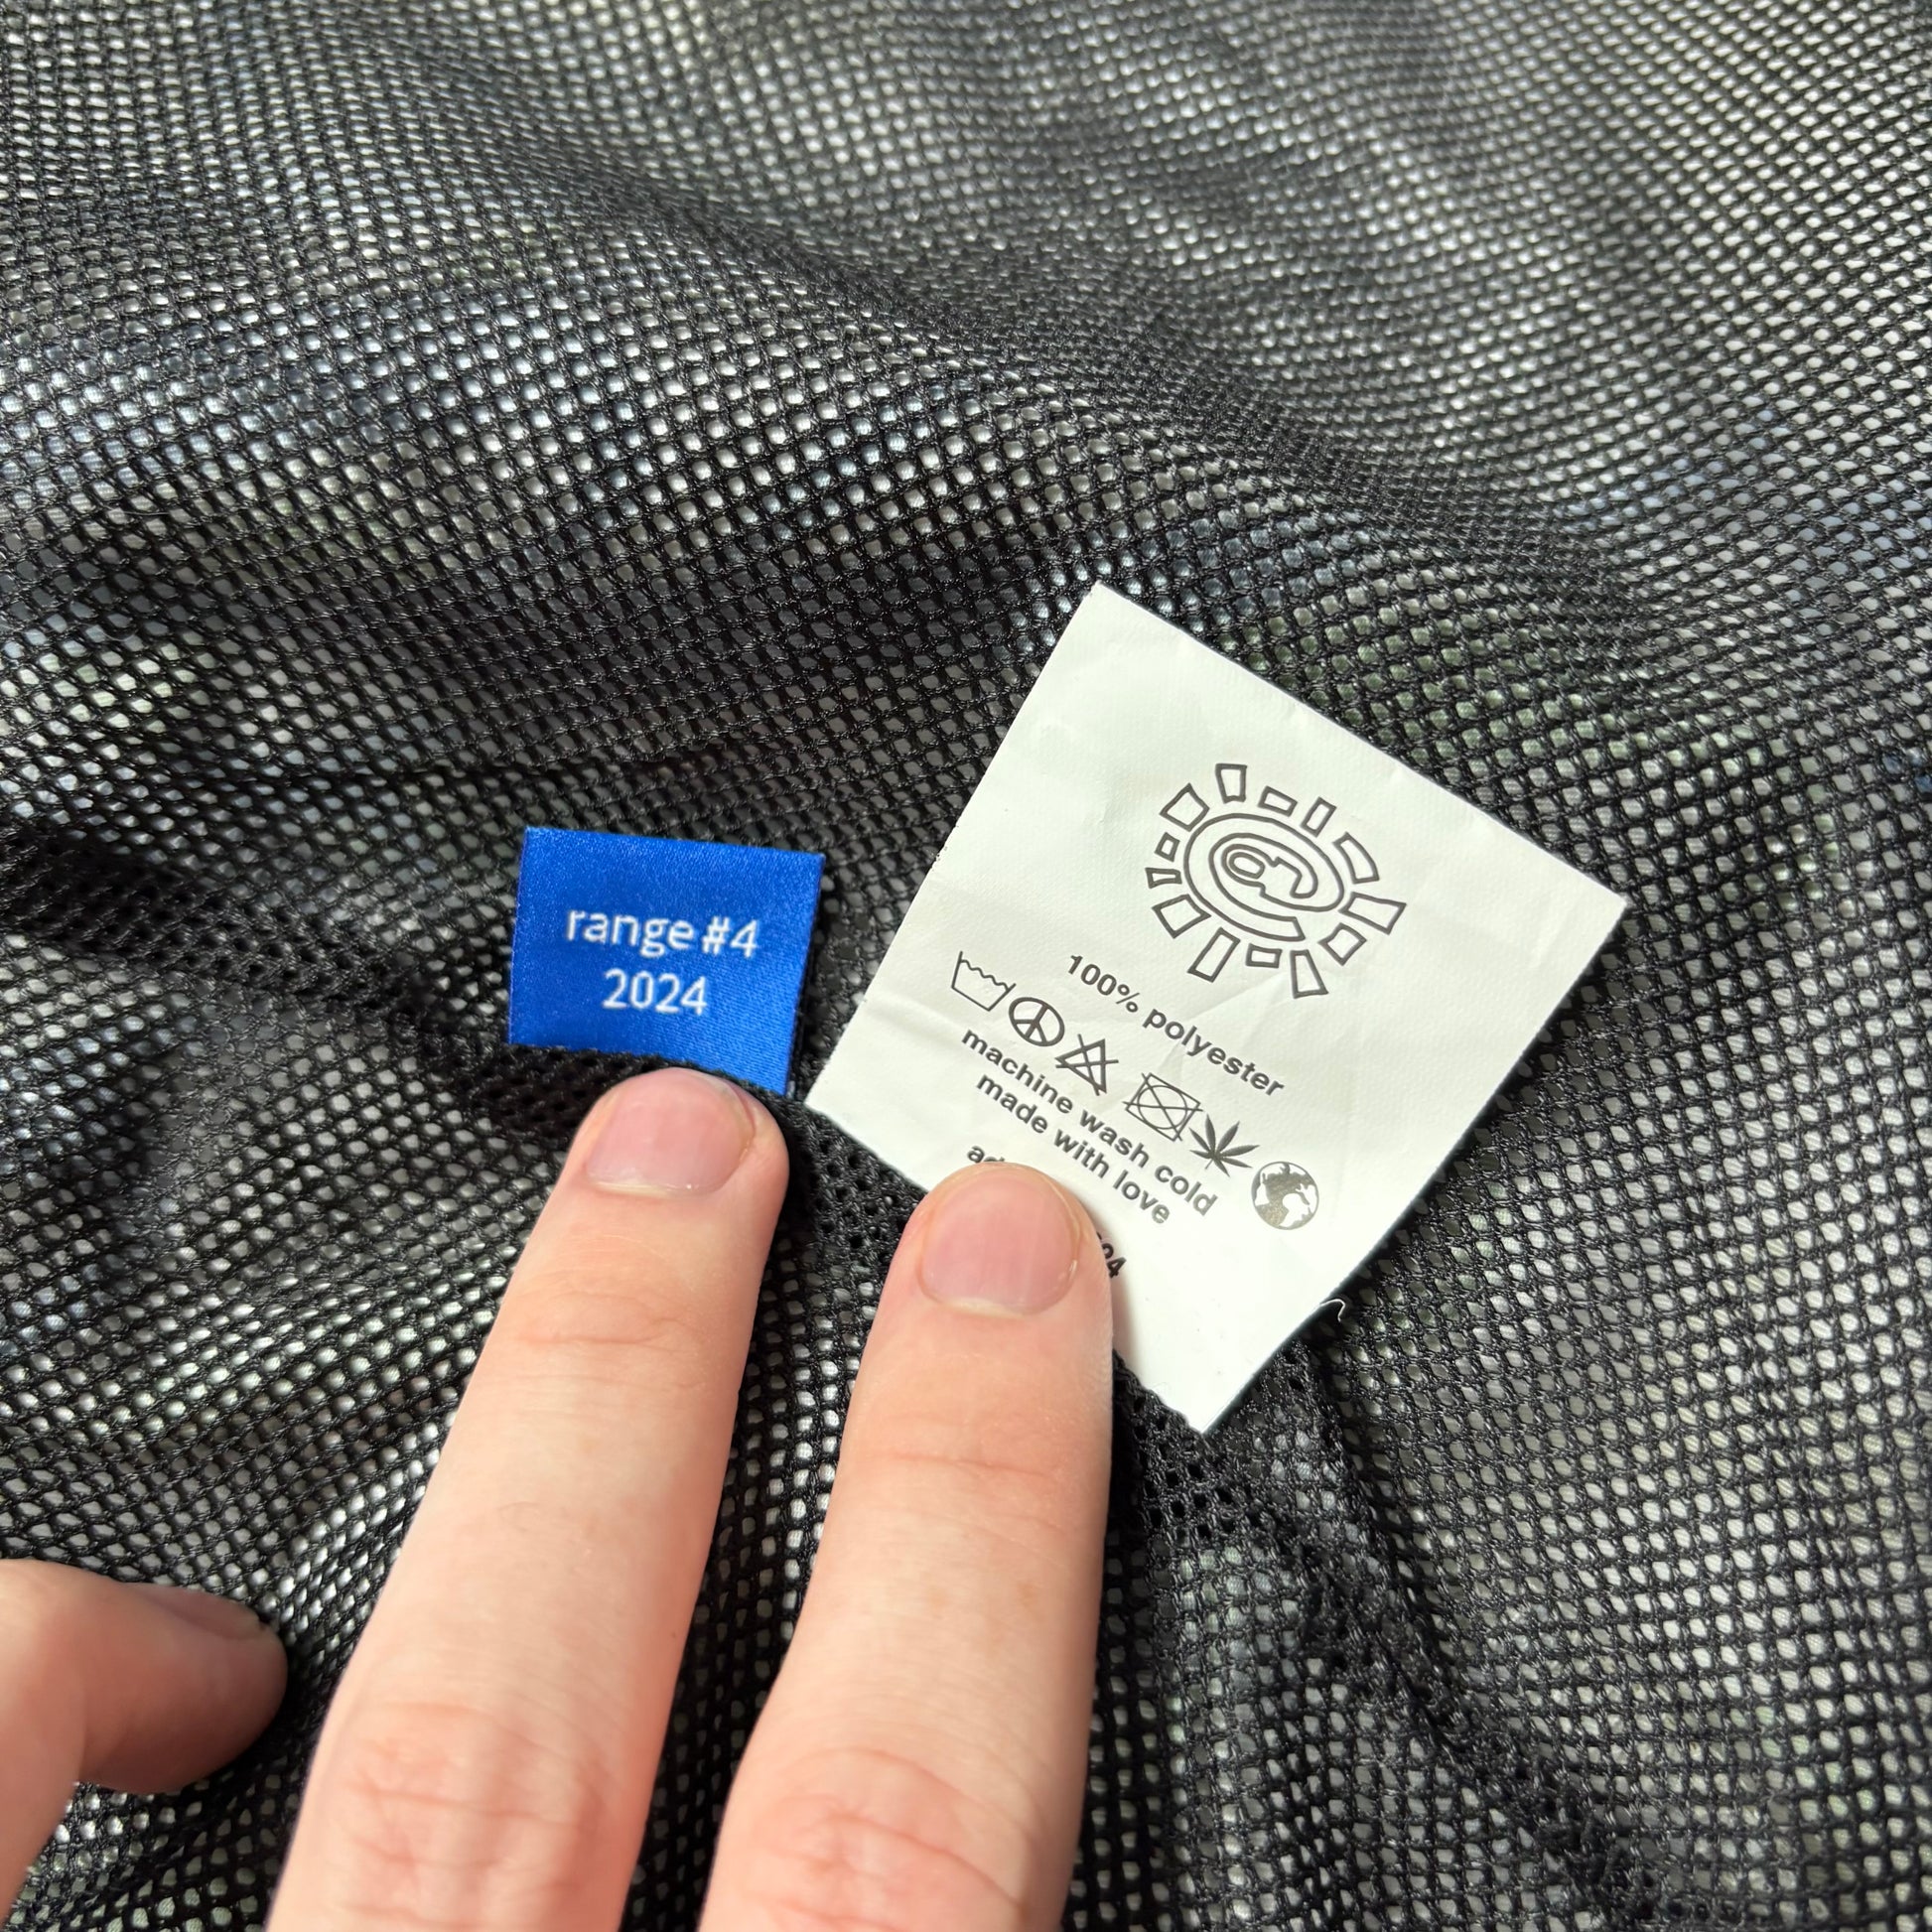 range #4
2024
100% polyester
machine wash cold
made with love